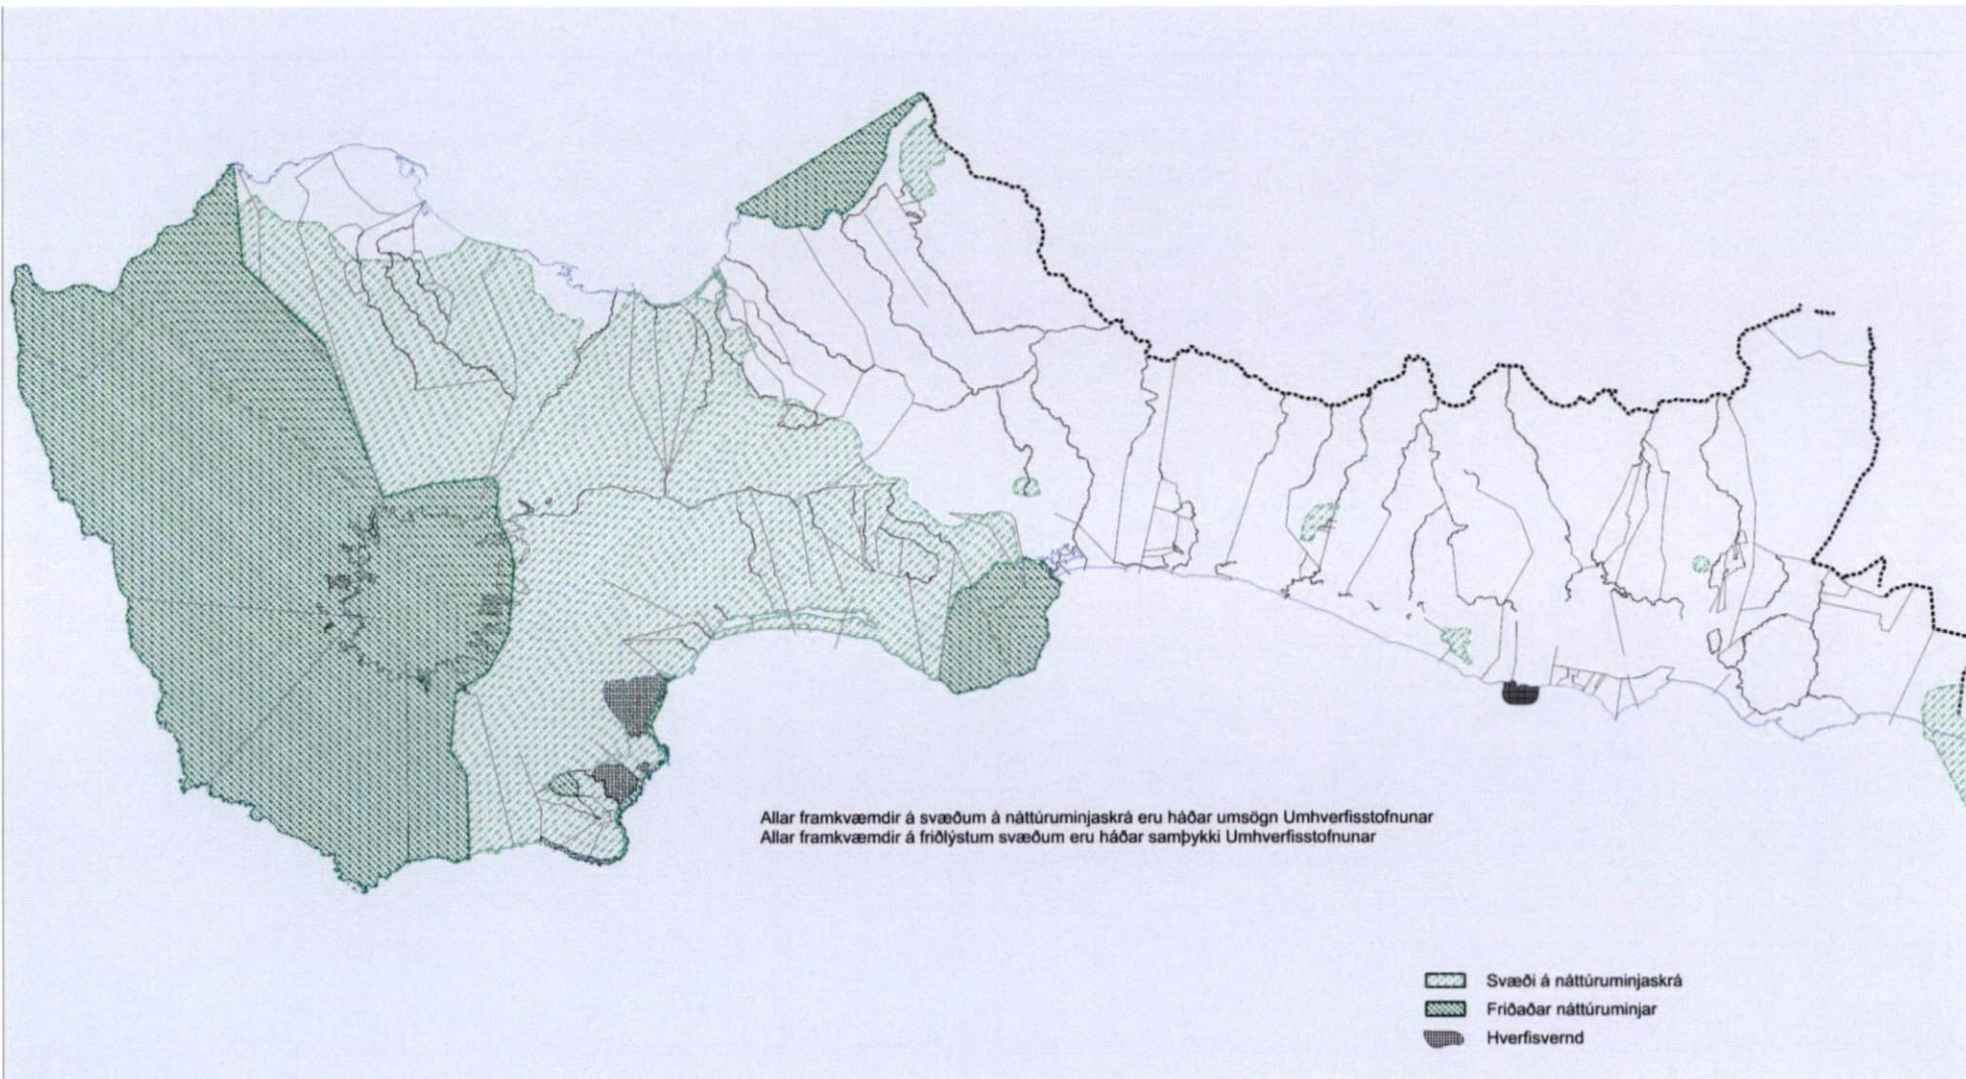 Allar framkvæmdir á svæðum á náttúruminjaskrá eru háðar umsögn Umhverfisstofnunar
Allar framkvæmdir á friðlýstum svæðum eru háðar samþykki Umhverfisstofnunar
Svæði á náttúruminjaskrá
Friðaðar náttúruminjar
Hverfisvernd